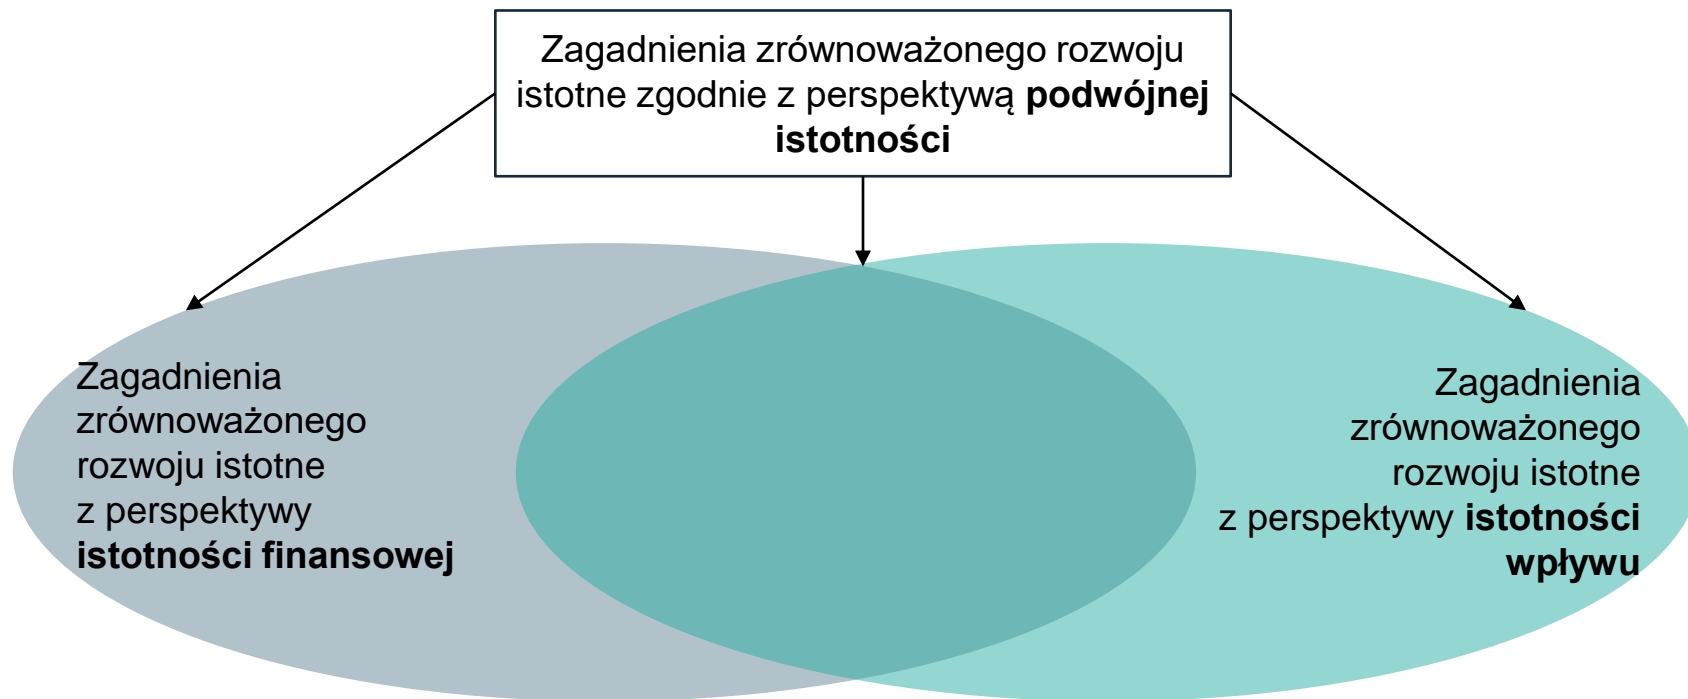 Zagadnienia zrównoważonego rozwoju
istotne zgodnie z perspektywą podwójnej
istotności
Zagadnienia
zrównoważonego
rozwoju istotne
z perspektywy
istotności finansowej
Zagadnienia
zrównoważonego
rozwoju istotne
z perspektywy istotności
wpływu